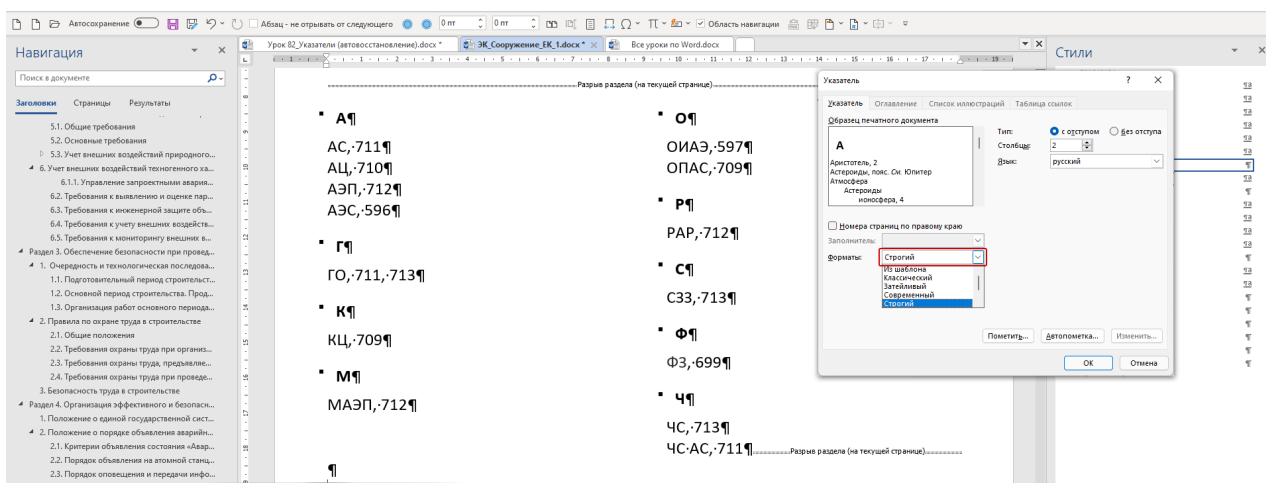 Автосохранение
Абзац - не отрывать от следующего
0 пт
0 пт
Область навигации
Навигация
Поиск в документе
Заголовки Страницы Результаты
5.1. Общие требования
5.2. Основные требования
5.3. Учет внешних воздействий природного...
6. Учет внешних воздействий техногенного ха...
6.1.1. Управление запроектными авария...
6.2. Требования к выявлению и оценке пар...
6.3. Требования к инженерной защите объ...
6.4. Требования к учету внешних воздейств...
6.5. Требования к мониторингу внешних в...
Раздел 3. Обеспечение безопасности при провед...
1. Очередность и технологическая последова...
1.1. Подготовительный период строительст...
1.2. Основной период строительства. Прод...
1.3. Организация работ основного периода...
2. Правила по охране труда в строительстве
2.1. Общие положения
2.2. Требования охраны труда при организ...
2.3. Требования охраны труда, предъявляе...
2.4. Требования охраны труда при проведе...
3. Безопасность труда в строительстве
Раздел 4. Организация эффективного и безопасн...
1. Положение о единой государственной сист...
2. Положение о порядке объявления аварийн...
2.1. Критерии объявления состояния «Авар...
2.2. Порядок объявления на атомной станц...
2.3. Порядок оповещения и передачи инфо...
Урок 82_Указатели (автовосстановление).docx *
ЭК_Сооружение_ЕК_1.docx *
Все уроки по Word.docx
Разрыв раздела (на текущей странице)
А¶
АС,·711¶
АЦ,·710¶
АЭП,·712¶
АЭС,·596¶
Г¶
ГО,·711,·713¶
К¶
КЦ,·709¶
М¶
МАЭП,·712¶
¶
О¶
ОИАЭ,·597¶
ОПАС,·709¶
Р¶
РАР,·712¶
С¶
СЗЗ,·713¶
Ф¶
ФЗ,·699¶
Ч¶
ЧС,·713¶
ЧС·АС,·711¶
Разрыв раздела (на текущей странице)
Указатель
Указатель Оглавление Список иллюстраций Таблица ссылок
Образец печатного документа
А
Аристотель, 2
Астероиды, пояс. См. Юпитер
Атмосфера
Астероиды
ионосфера, 4
Тип: с отступом без отступа
Столбцы: 2
Язык: русский
Номера страниц по правому краю
Заполнитель:
Форматы: Строгий
Из шаблона
Классический
Затейливый
Современный
Строгий
Пометить... Автопометка... Изменить...
ОК Отмена
Стили